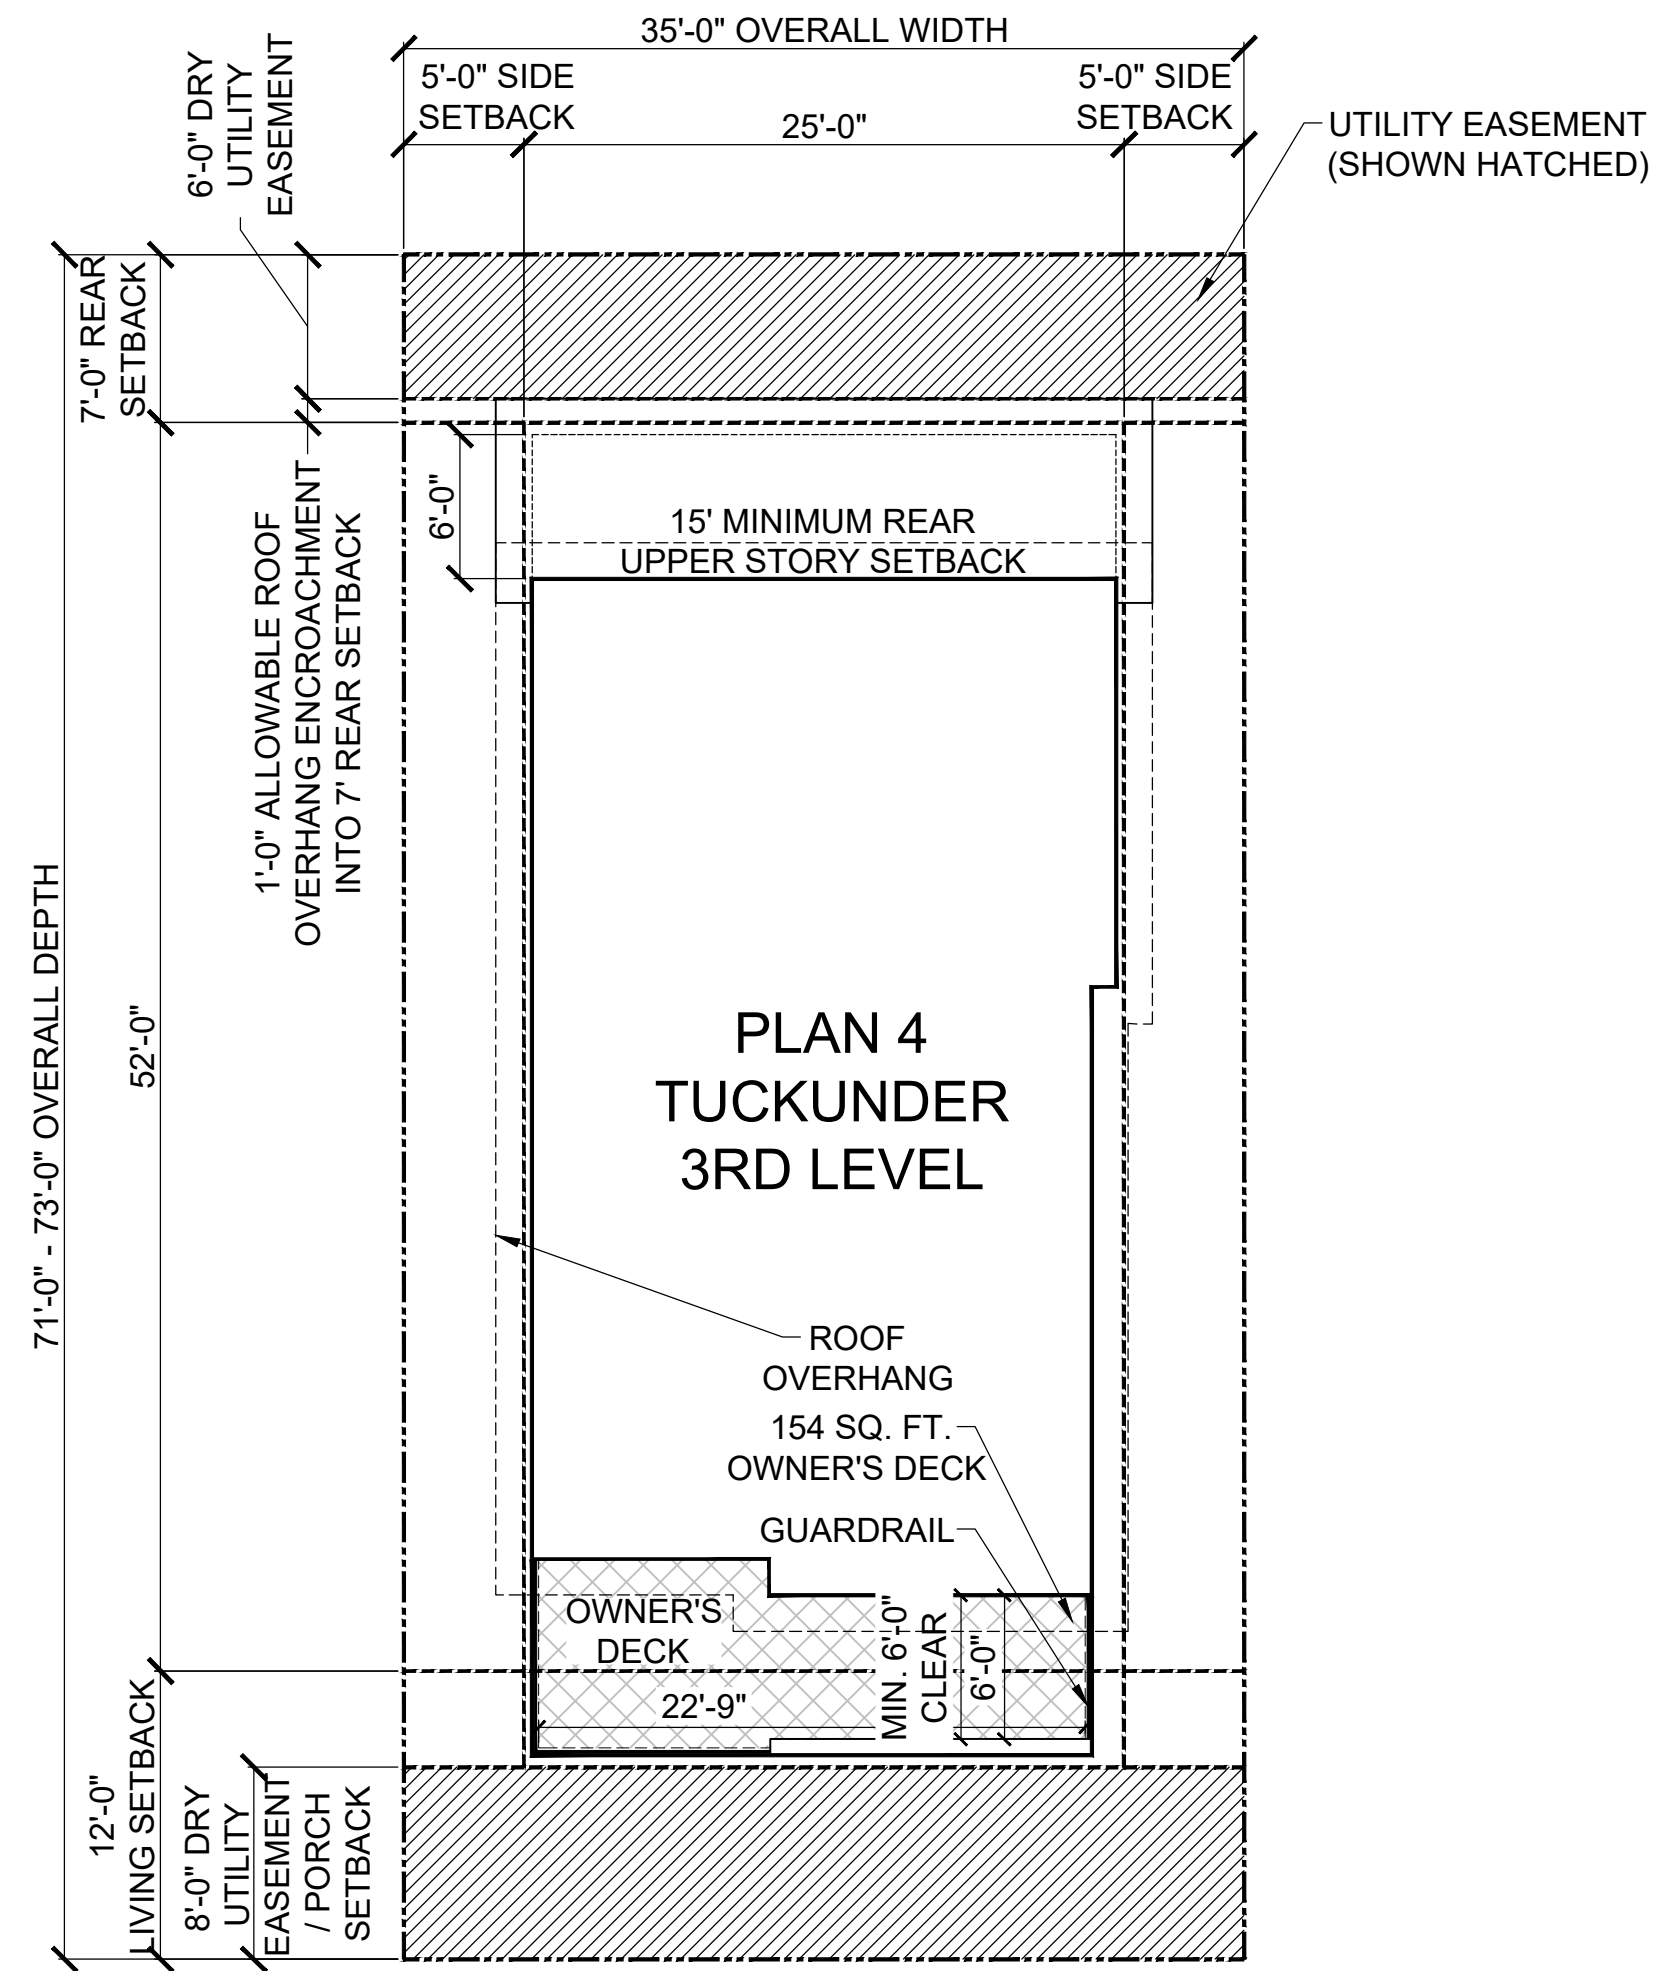 35'-0" OVERALL WIDTH
5'-0" SIDE
SETBACK
25'-0"
5'-0" SIDE
SETBACK
6'-0" DRY
UTILITY
EASEMENT
UTILITY EASEMENT
(SHOWN HATCHED)
7'-0" REAR
SETBACK
1'-0" ALLOWABLE ROOF
OVERHANG ENCROACHMENT
INTO 7' REAR SETBACK
6'-0"
15' MINIMUM REAR
UPPER STORY SETBACK
71'-0" - 73'-0" OVERALL DEPTH
52'-0"
PLAN 4
TUCKUNDER
3RD LEVEL
ROOF
OVERHANG
154 SQ. FT.
OWNER'S DECK
GUARDRAIL
OWNER'S
DECK
22'-9"
MIN. 6'-0"
CLEAR
6'-0"
12'-0"
LIVING SETBACK
8'-0" DRY
UTILITY
EASEMENT
/ PORCH
SETBACK